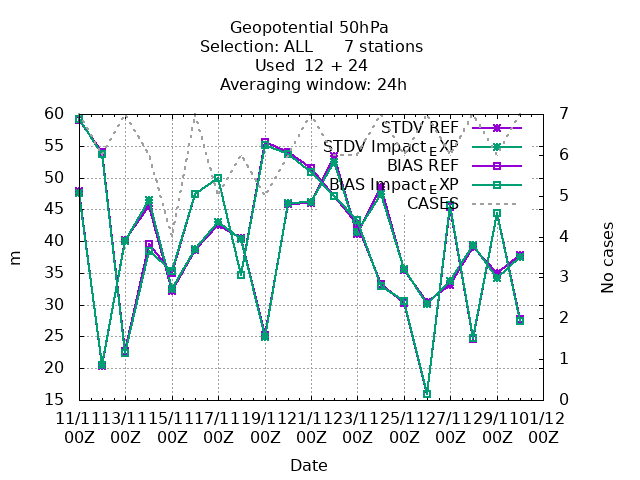 Geopotential 50hPa
Selection: ALL 7 stations
Used 12 + 24
Averaging window: 24h
STDV REF
STDV Impact_EXP
BIAS REF
BIAS Impact_EXP
CASES
60
55
50
45
40
35
30
25
20
15
7
6
5
4
3
2
1
0
m
No cases
11/11 13/11 15/11 17/11 19/11 21/11 23/11 25/11 27/11 29/11 01/12
00Z 00Z 00Z 00Z 00Z 00Z 00Z 00Z 00Z 00Z 00Z
Date